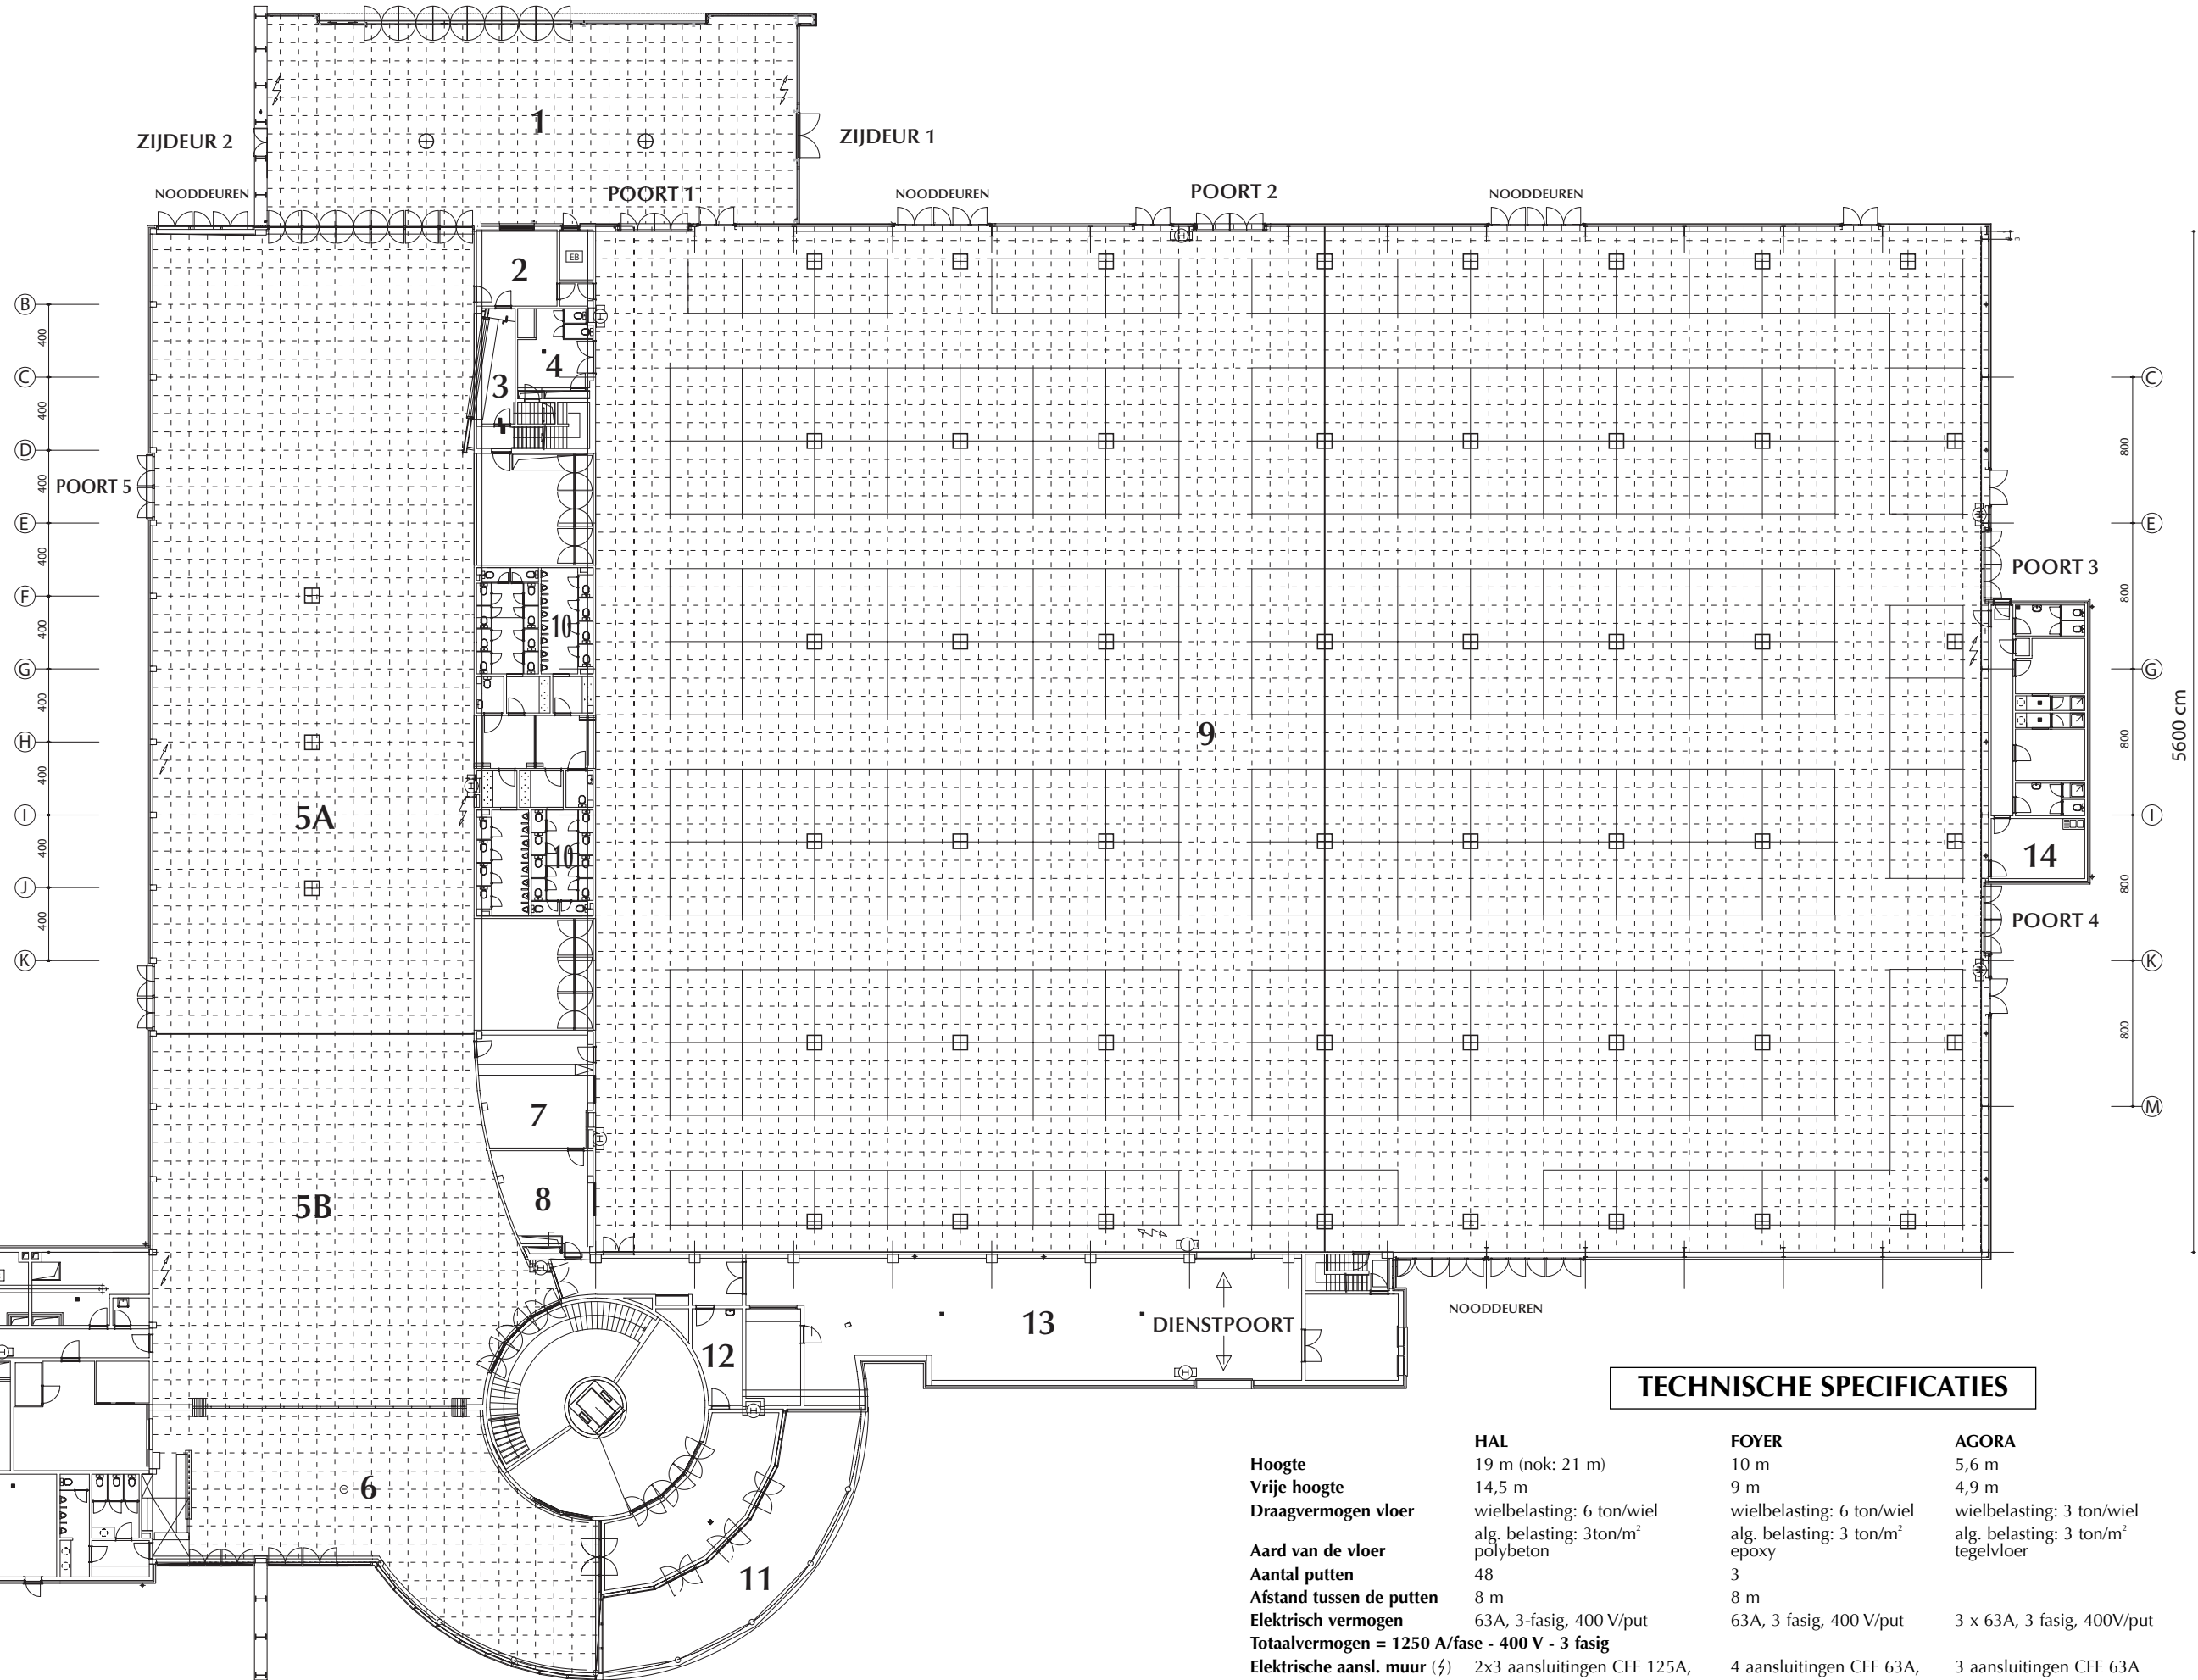 1
ZIJDEUR 2
ZIJDEUR 1
NOODDEUREN
POORT 1
NOODDEUREN
POORT 2
NOODDEUREN
2
EB
H
B
400
H
4
3
C
C
400
D
800
400
POORT 5
H
E
E
400
POORT 3
F
800
10
400
G
G
400
5600 cm
9
H
800
400
H
I
5A
I
400
10
14
J
800
400
POORT 4
K
K
H
800
7
M
H
5B
8
H
H
NOODDEUREN
13
DIENSTPOORT
12
H
H
H
TECHNISCHE SPECIFICATIES
6
11
HAL FOYER AGORA
Hoogte 19 m (nok: 21 m) 10 m 5,6 m
Vrije hoogte 14,5 m 9 m 4,9 m
Draagvermogen vloer wielbelasting: 6 ton/wiel wielbelasting: 6 ton/wiel wielbelasting: 3 ton/wiel
alg. belasting: 3ton/m² alg. belasting: 3 ton/m² alg. belasting: 3 ton/m²
Aard van de vloer polybeton epoxy tegelvloer
Aantal putten 48 3
Afstand tussen de putten 8 m 8 m
Elektrisch vermogen 63A, 3-fasig, 400 V/put 63A, 3 fasig, 400 V/put 3 x 63A, 3 fasig, 400V/put
Totaalvermogen = 1250 A/fase - 400 V - 3 fasig
Elektrische aansl. muur ( ) 2x3 aansluitingen CEE 125A, 4 aansluitingen CEE 63A, 3 aansluitingen CEE 63A